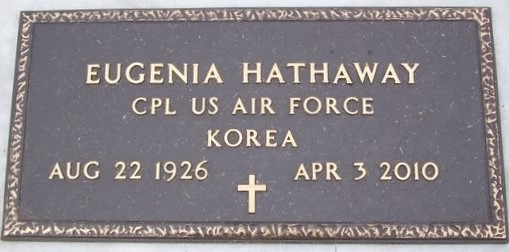 EUGENIA HATHAWAY
CPL US AIR FORCE
KOREA
AUG 22 1926 APR 3 2010